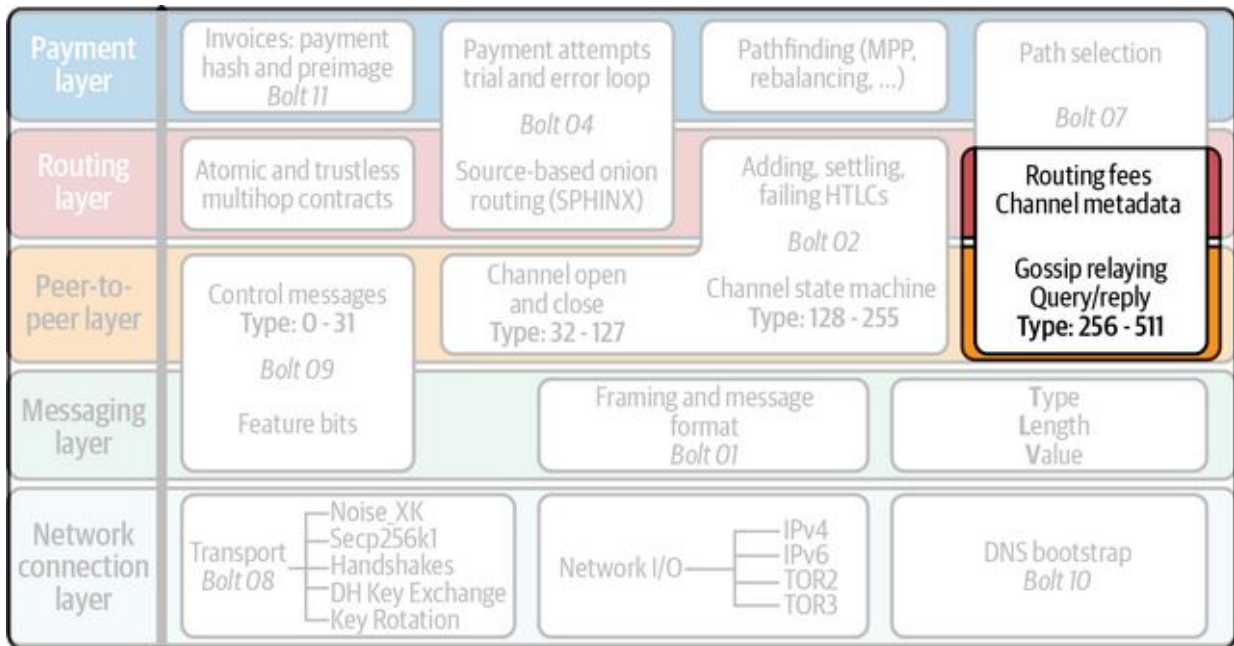 Payment
layer
Invoices: payment
hash and preimage
Bolt 11
Payment attempts
trial and error loop
Bolt 04
Pathfinding (MPP,
rebalancing, ...)
Path selection
Bolt 07
Routing
layer
Atomic and trustless
multihop contracts
Source-based onion
routing (SPHINX)
Adding, settling,
failing HTLCs
Bolt 02
Routing fees
Channel metadata
Peer-to-
peer layer
Control messages
Type: 0 - 31
Bolt 09
Channel open
and close
Type: 32 - 127
Channel state machine
Type: 128 - 255
Gossip relaying
Query/reply
Type: 256 - 511
Messaging
layer
Feature bits
Framing and message
format
Bolt 01
Type
Length
Value
Network
connection
layer
Transport
Bolt 08
Noise_XK
Secp256k1
Handshakes
DH Key Exchange
Key Rotation
Network I/O
IPv4
IPv6
TOR2
TOR3
DNS bootstrap
Bolt 10